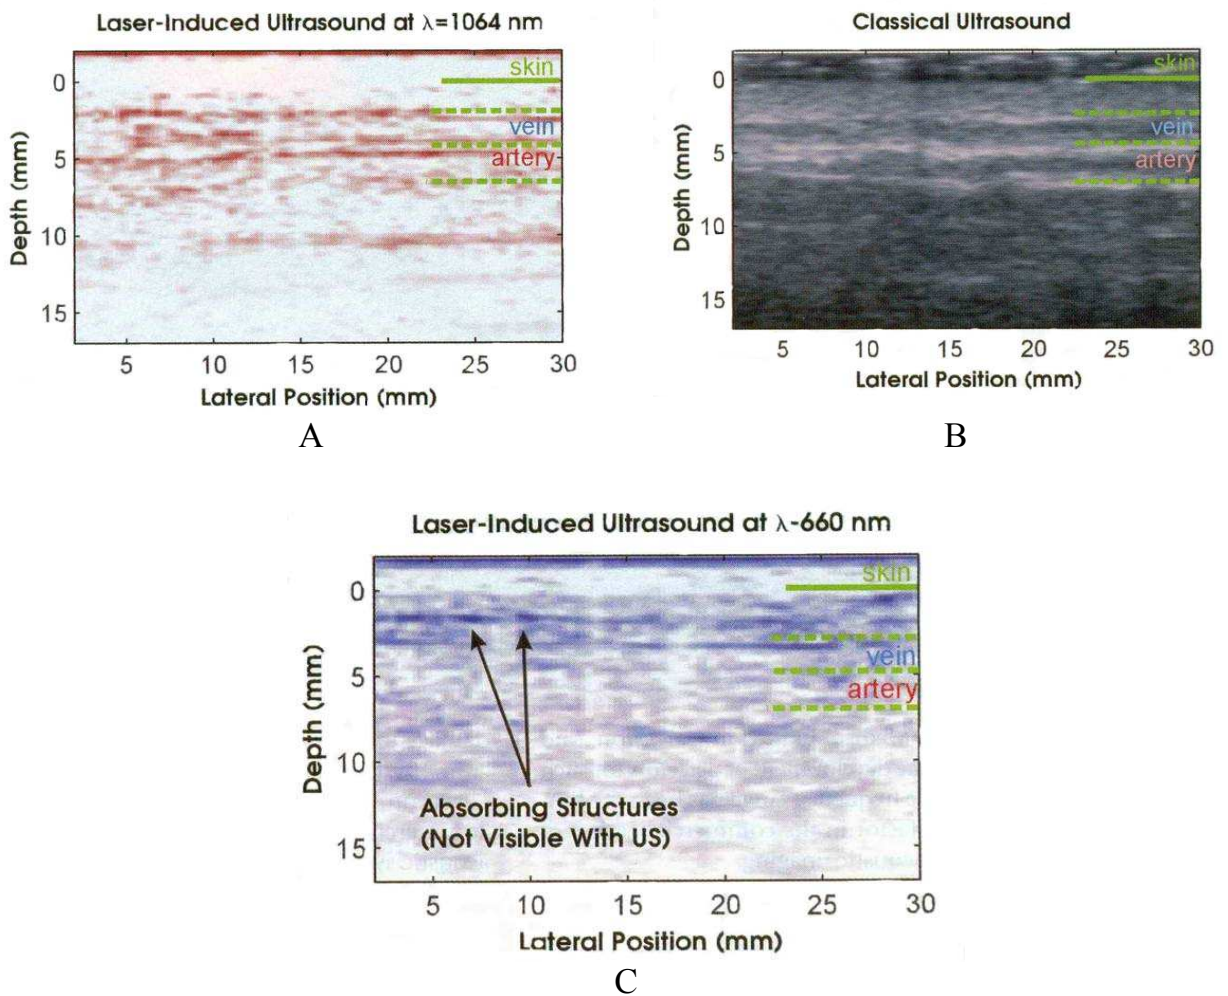 Laser-Induced Ultrasound at λ=1064 nm
skin
vein
artery
0
5
10
15
Depth (mm)
5 10 15 20 25 30
Lateral Position (mm)
A
Classical Ultrasound
skin
vein
artery
0
5
10
15
Depth (mm)
5 10 15 20 25 30
Lateral Position (mm)
B
Laser-Induced Ultrasound at λ-660 nm
skin
vein
artery
0
5
10
15
Depth (mm)
Absorbing Structures
(Not Visible With US)
5 10 15 20 25 30
Lateral Position (mm)
C